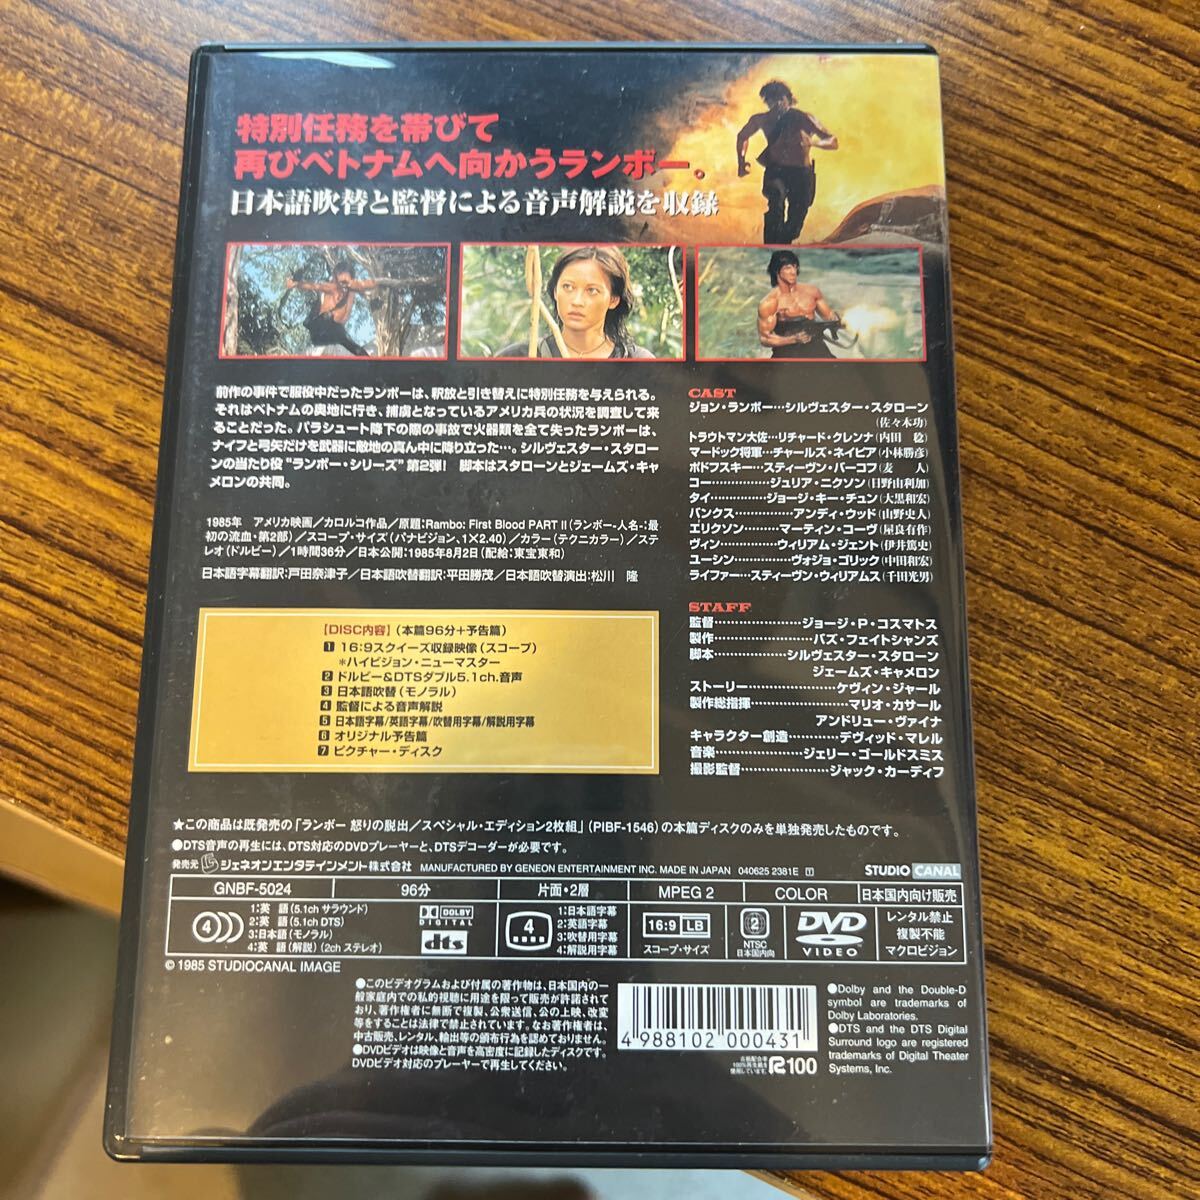 特別任務を帯びて
再びベトナムへ向かうランボー。
日本語吹替と監督による音声解説を収録
前作の事件で服役中だったランボーは、釈放と引き替えに特別任務を与えられる。
それはベトナムの奥地に行き、捕虜となっているアメリカ兵の状況を調査して来
ることだった。パラシュート降下の際の事故で火器類を全て失ったランボーは、
ナイフと弓矢だけを武器に敵地の真ん中に降り立った…。シルヴェスター・スタロー
ンの当たり役“ランボー・シリーズ”第2弾! 脚本はスタローンとジェームズ・キャ
メロンの共同。
1985年 アメリカ映画/カロルコ作品/原題:Rambo: First Blood PART II(ランボー-人名-:最
初の流血・第2部)/スコープ・サイズ(パナビジョン、1×2.40)/カラー(テクニカラー)/ステ
レオ(ドルビー)/1時間36分/日本公開:1985年8月2日(配給:東宝東和)
日本語字幕翻訳:戸田奈津子/日本語吹替翻訳:平田勝茂/日本語吹替演出:松川 隆
【DISC内容】(本篇96分+予告篇)
1 16:9スクイーズ収録映像(スコープ)
*ハイビジョン・ニューマスター
2 ドルビー&DTSダブル5.1ch.音声
3 日本語吹替(モノラル)
4 監督による音声解説
5 日本語字幕/英語字幕/吹替用字幕/解説用字幕
6 オリジナル予告篇
7 ピクチャー・ディスク
CAST
ジョン・ランボー…シルヴェスター・スタローン
(佐々木功)
トラウトマン大佐…リチャード・クレンナ(内田 稔)
マードック将軍…チャールズ・ネイピア(小林勝彦)
ポドフスキー…スティーヴン・バーコフ(麦 人)
コー……………ジュリア・ニクソン(日野由利加)
タイ……………ジョージ・キー・チュン(大黒和宏)
バンクス…………アンディ・ウッド(山野史人)
エリクソン………マーティン・コーヴ(屋良有作)
ヴィン……ウィリアム・ジェント(伊井篤史)
ユーシン…………ヴォジョ・ゴリック(中田和宏)
ライファー…スティーヴン・ウィリアムス(千田光男)
STAFF
監督……………………ジョージ・P・コスマトス
製作……………………バズ・フェイトシャンズ
脚本………………シルヴェスター・スタローン
ジェームズ・キャメロン
ストーリー…………………ケヴィン・ジャール
製作総指揮………………マリオ・カサール
アンドリュー・ヴァイナ
キャラクター創造…………デヴィッド・マレル
音楽………………ジェリー・ゴールドスミス
撮影監督………………ジャック・カーディフ
★この商品は既発売の「ランボー 怒りの脱出/スペシャル・エディション2枚組」(PIBF-1546)の本篇ディスクのみを単独発売したものです。
●DTS音声の再生には、DTS対応のDVDプレーヤーと、DTSデコーダーが必要です。
発売元 ジェネオンエンタテインメント株式会社 MANUFACTURED BY GENEON ENTERTAINMENT INC. MADE IN JAPAN 040625 2381E 1 STUDIO CANAL
GNBF-5024 96分 片面・2層 MPEG 2 COLOR 日本国内向け販売
4
1:英 語(5.1ch サラウンド)
2:英 語(5.1ch DTS)
3:日本語(モノラル)
4:英 語(解説)(2ch ステレオ)
DOLBY
DIGITAL
dts
4
1:日本語字幕
2:英語字幕
3:吹替用字幕
4:解説用字幕
16:9 LB
スコープ・サイズ
2
NTSC
日本国内向
DVD
VIDEO
レンタル禁止
複製不能
マクロビジョン
© 1985 STUDIOCANAL IMAGE
●このビデオグラムおよび付属の著作物は、日本国内の一
般家庭内での私的視聴に用途を限って販売が許諾されて
おり、著作権者に無断で複製、公衆送信、公の上映、改変
等をすることは法律で禁止されています。なお著作権者は、
中古販売、レンタル、輸出等の頒布行為を認めておりません。
●DVDビデオは映像と音声を高密度に記録したディスクです。
DVDビデオ対応のプレーヤーで再生してください。
4 988102 000431
古紙配合率
100%再生紙を
使用しています。
R100
●Dolby and the Double-D
symbol are trademarks of
Dolby Laboratories.
●DTS and the DTS Digital
Surround logo are registered
trademarks of Digital Theater
Systems, Inc.